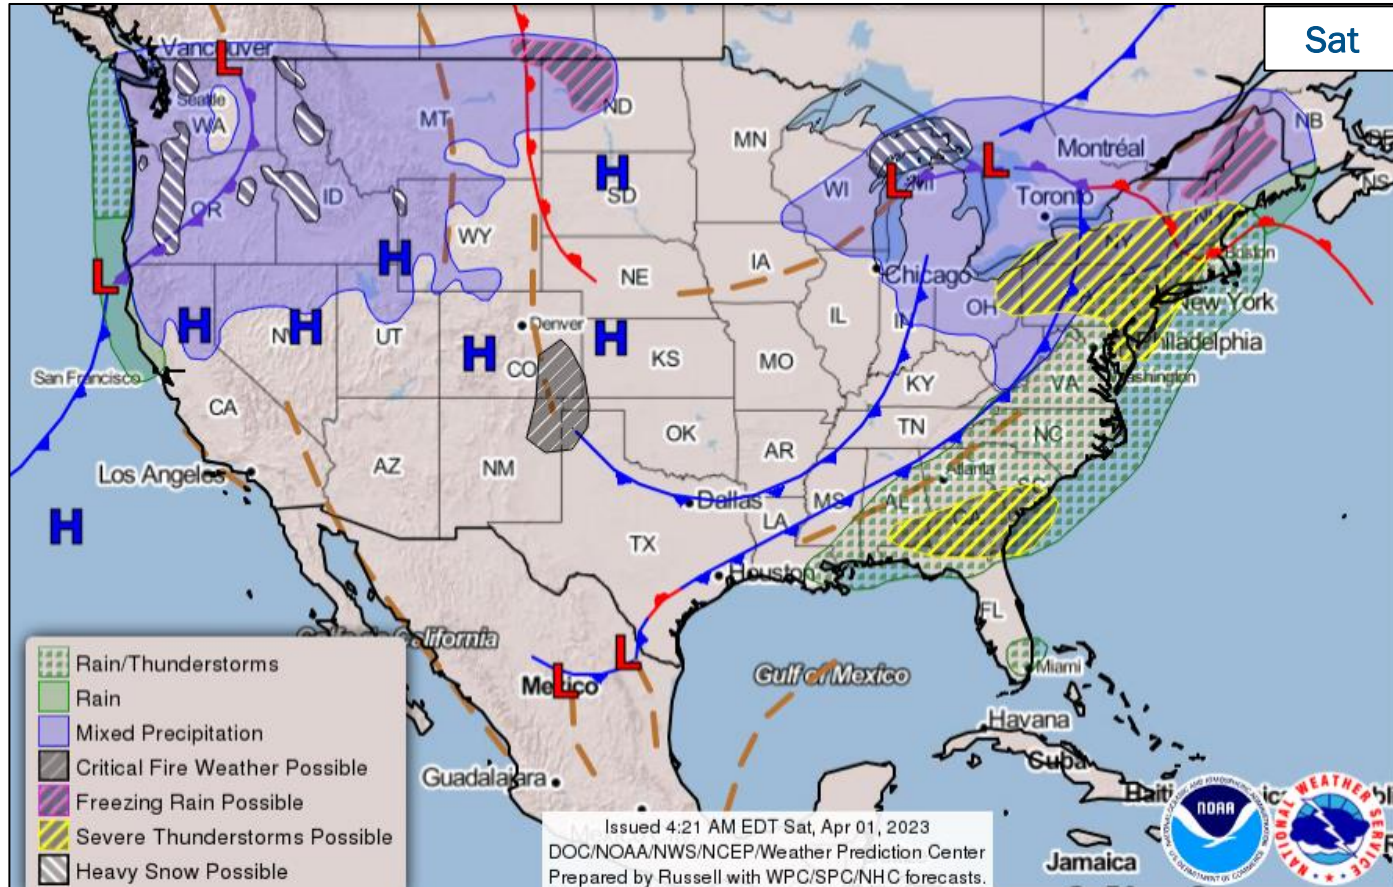 Sat
Vancouver
Seattle
WA
MT
ND
MN
Montréal
NB
NS
OR
ID
SD
WI
MI
Toronto
WY
NE
IA
NY
Boston
Chicago
NV
UT
Denver
CO
KS
MO
IL
IN
OH
New York
Philadelphia
Washington
San Francisco
CA
KY
VA
AZ
NM
OK
AR
TN
NC
Los Angeles
Atlanta
SC
Dallas
MS
AL
LA
TX
Houston
FL
Miami
H
H
H
H
H
H
H
H
L
L
L
L
L
L
Gulf of Mexico
Mexico
Havana
Cuba
Guadalajara
Jamaica
Rain/Thunderstorms
Rain
Mixed Precipitation
Critical Fire Weather Possible
Freezing Rain Possible
Severe Thunderstorms Possible
Heavy Snow Possible
Issued 4:21 AM EDT Sat, Apr 01, 2023
DOC/NOAA/NWS/NCEP/Weather Prediction Center
Prepared by Russell with WPC/SPC/NHC forecasts.
NOAA
NATIONAL WEATHER SERVICE